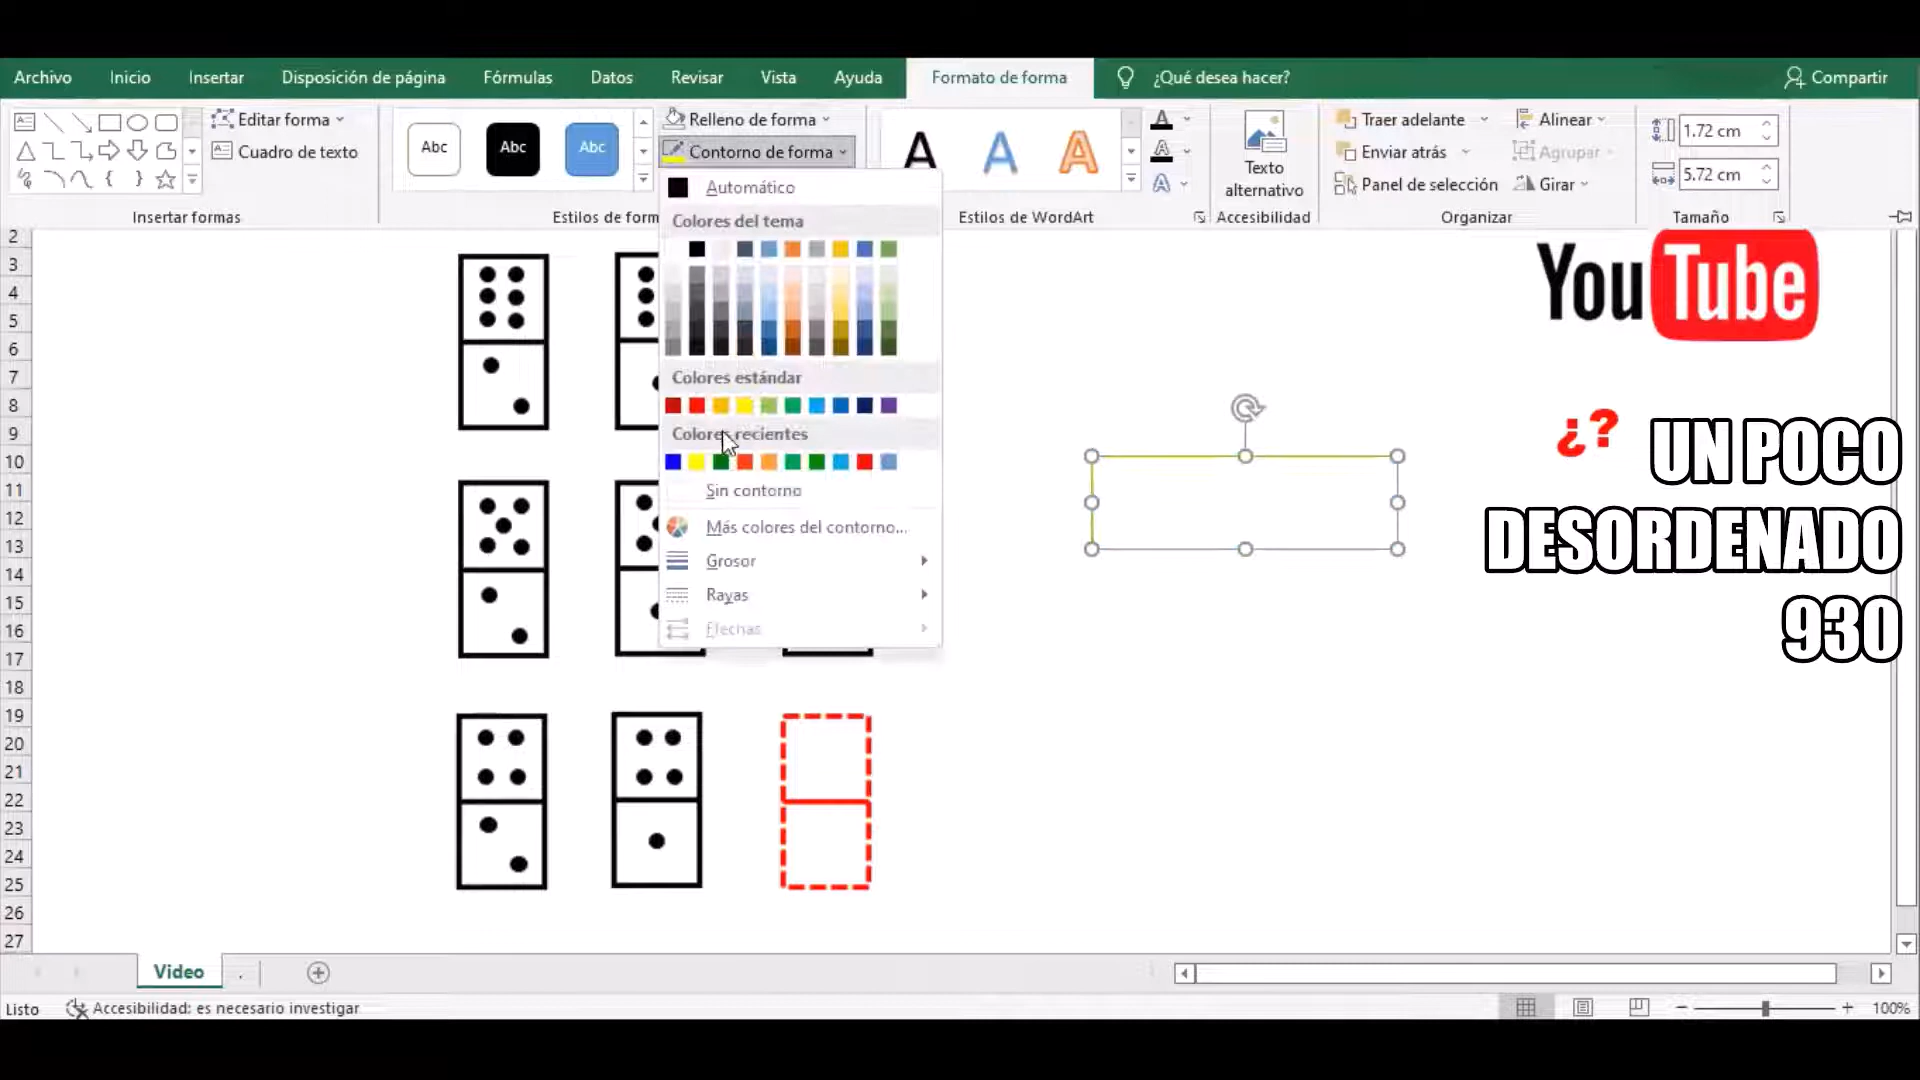 Archivo Inicio Insertar Disposición de página Fórmulas Datos Revisar Vista Ayuda Formato de forma ¿Qué desea hacer? Compartir
Editar forma
Cuadro de texto
Insertar formas
Abc Abc Abc
Relleno de forma
Contorno de forma
Estilos de form
A A A
A
A
A
Estilos de WordArt
Texto
alternativo
Accesibilidad
Traer adelante
Enviar atrás
Panel de selección
Alinear
Agrupar
Girar
Organizar
1.72 cm
5.72 cm
Tamaño
Automático
Colores del tema
Colores estándar
Colores recientes
Sin contorno
Más colores del contorno...
Grosor
Rayas
Flechas
2
3
4
5
6
7
8
9
10
11
12
13
14
15
16
17
18
19
20
21
22
23
24
25
26
27
YouTube
¿? UN POCO
DESORDENADO
930
Video .
Listo Accesibilidad: es necesario investigar 100%